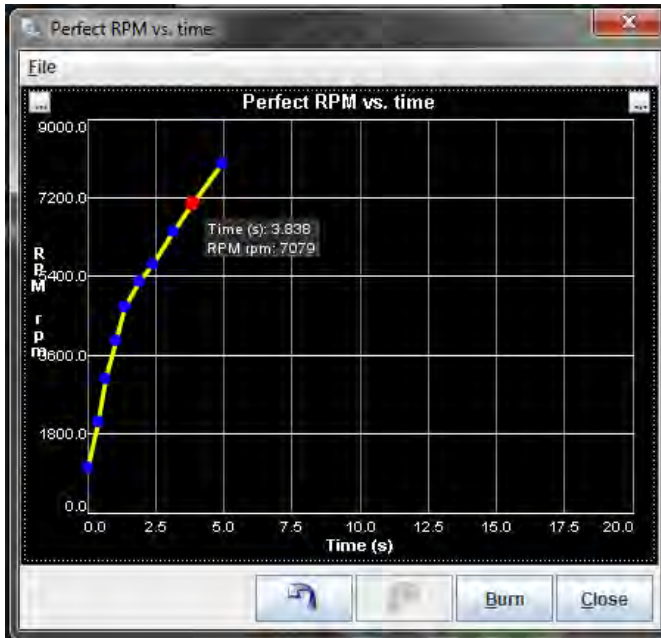 Perfect RPM vs. time
File
... Perfect RPM vs. time ...
9000.0
7200.0
5400.0
3600.0
1800.0
0.0
RPM rpm
Time (s): 3.838
RPM rpm: 7079
0.0 2.5 5.0 7.5 10.0 12.5 15.0 17.5 20.0
Time (s)
Burn Close